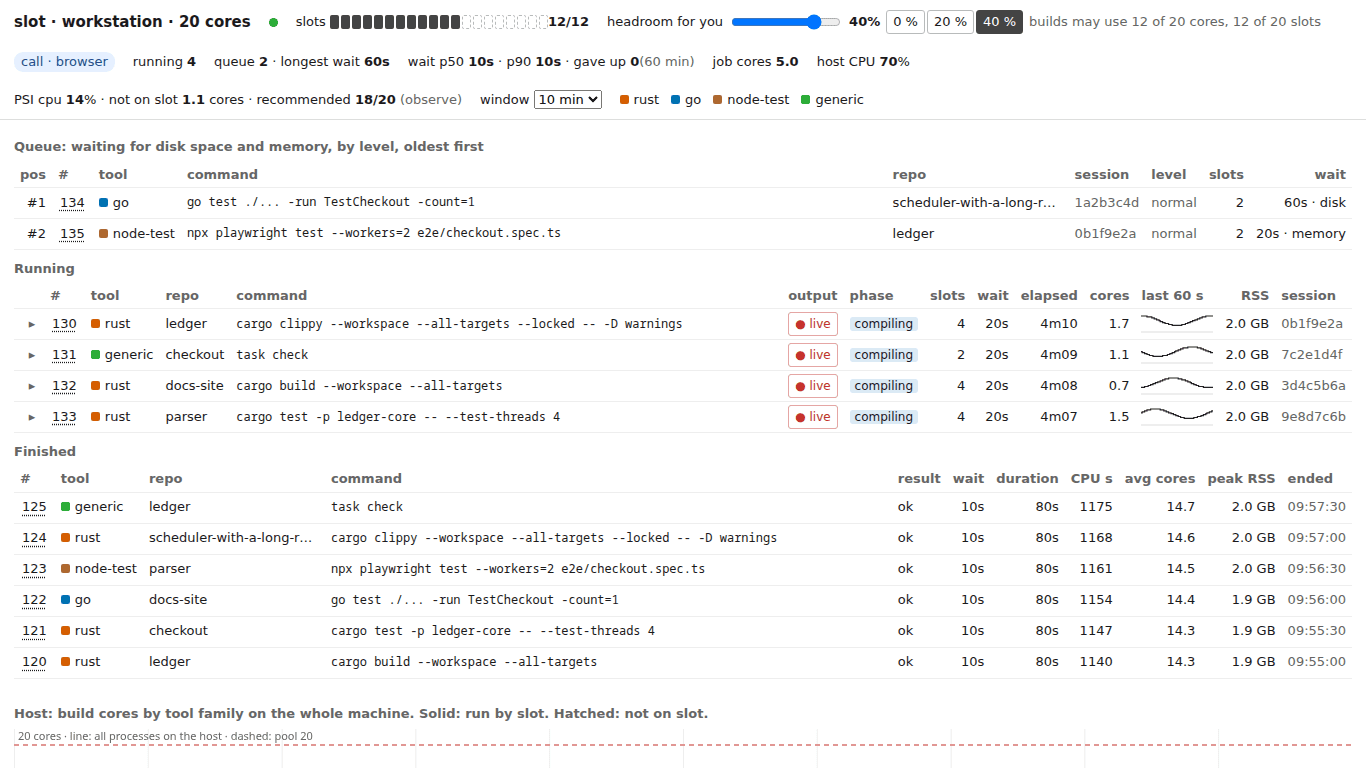 slot · workstation · 20 cores ● slots 12/12 headroom for you 40% 0 % 20 % 40 % builds may use 12 of 20 cores, 12 of 20 slots
call · browser running 4 queue 2 · longest wait 60s wait p50 10s · p90 10s · gave up 0(60 min) job cores 5.0 host CPU 70%
PSI cpu 14% · not on slot 1.1 cores · recommended 18/20 (observe) window 10 min rust go node-test generic
Queue: waiting for disk space and memory, by level, oldest first
pos # tool command repo session level slots wait
#1 134 go go test ./... -run TestCheckout -count=1 scheduler-with-a-long-r… 1a2b3c4d normal 2 60s · disk
#2 135 node-test npx playwright test --workers=2 e2e/checkout.spec.ts ledger 0b1f9e2a normal 2 20s · memory
Running
# tool repo command output phase slots wait elapsed cores last 60 s RSS session
▸ 130 rust ledger cargo clippy --workspace --all-targets --locked -- -D warnings ● live compiling 4 20s 4m10 1.7 2.0 GB 0b1f9e2a
▸ 131 generic checkout task check ● live compiling 2 20s 4m09 1.1 2.0 GB 7c2e1d4f
▸ 132 rust docs-site cargo build --workspace --all-targets ● live compiling 4 20s 4m08 0.7 2.0 GB 3d4c5b6a
▸ 133 rust parser cargo test -p ledger-core -- --test-threads 4 ● live compiling 4 20s 4m07 1.5 2.0 GB 9e8d7c6b
Finished
# tool repo command result wait duration CPU s avg cores peak RSS ended
125 generic ledger task check ok 10s 80s 1175 14.7 2.0 GB 09:57:30
124 rust scheduler-with-a-long-r… cargo clippy --workspace --all-targets --locked -- -D warnings ok 10s 80s 1168 14.6 2.0 GB 09:57:00
123 node-test parser npx playwright test --workers=2 e2e/checkout.spec.ts ok 10s 80s 1161 14.5 2.0 GB 09:56:30
122 go docs-site go test ./... -run TestCheckout -count=1 ok 10s 80s 1154 14.4 1.9 GB 09:56:00
121 rust checkout cargo test -p ledger-core -- --test-threads 4 ok 10s 80s 1147 14.3 1.9 GB 09:55:30
120 rust ledger cargo build --workspace --all-targets ok 10s 80s 1140 14.3 1.9 GB 09:55:00
Host: build cores by tool family on the whole machine. Solid: run by slot. Hatched: not on slot.
20 cores · line: all processes on the host · dashed: pool 20